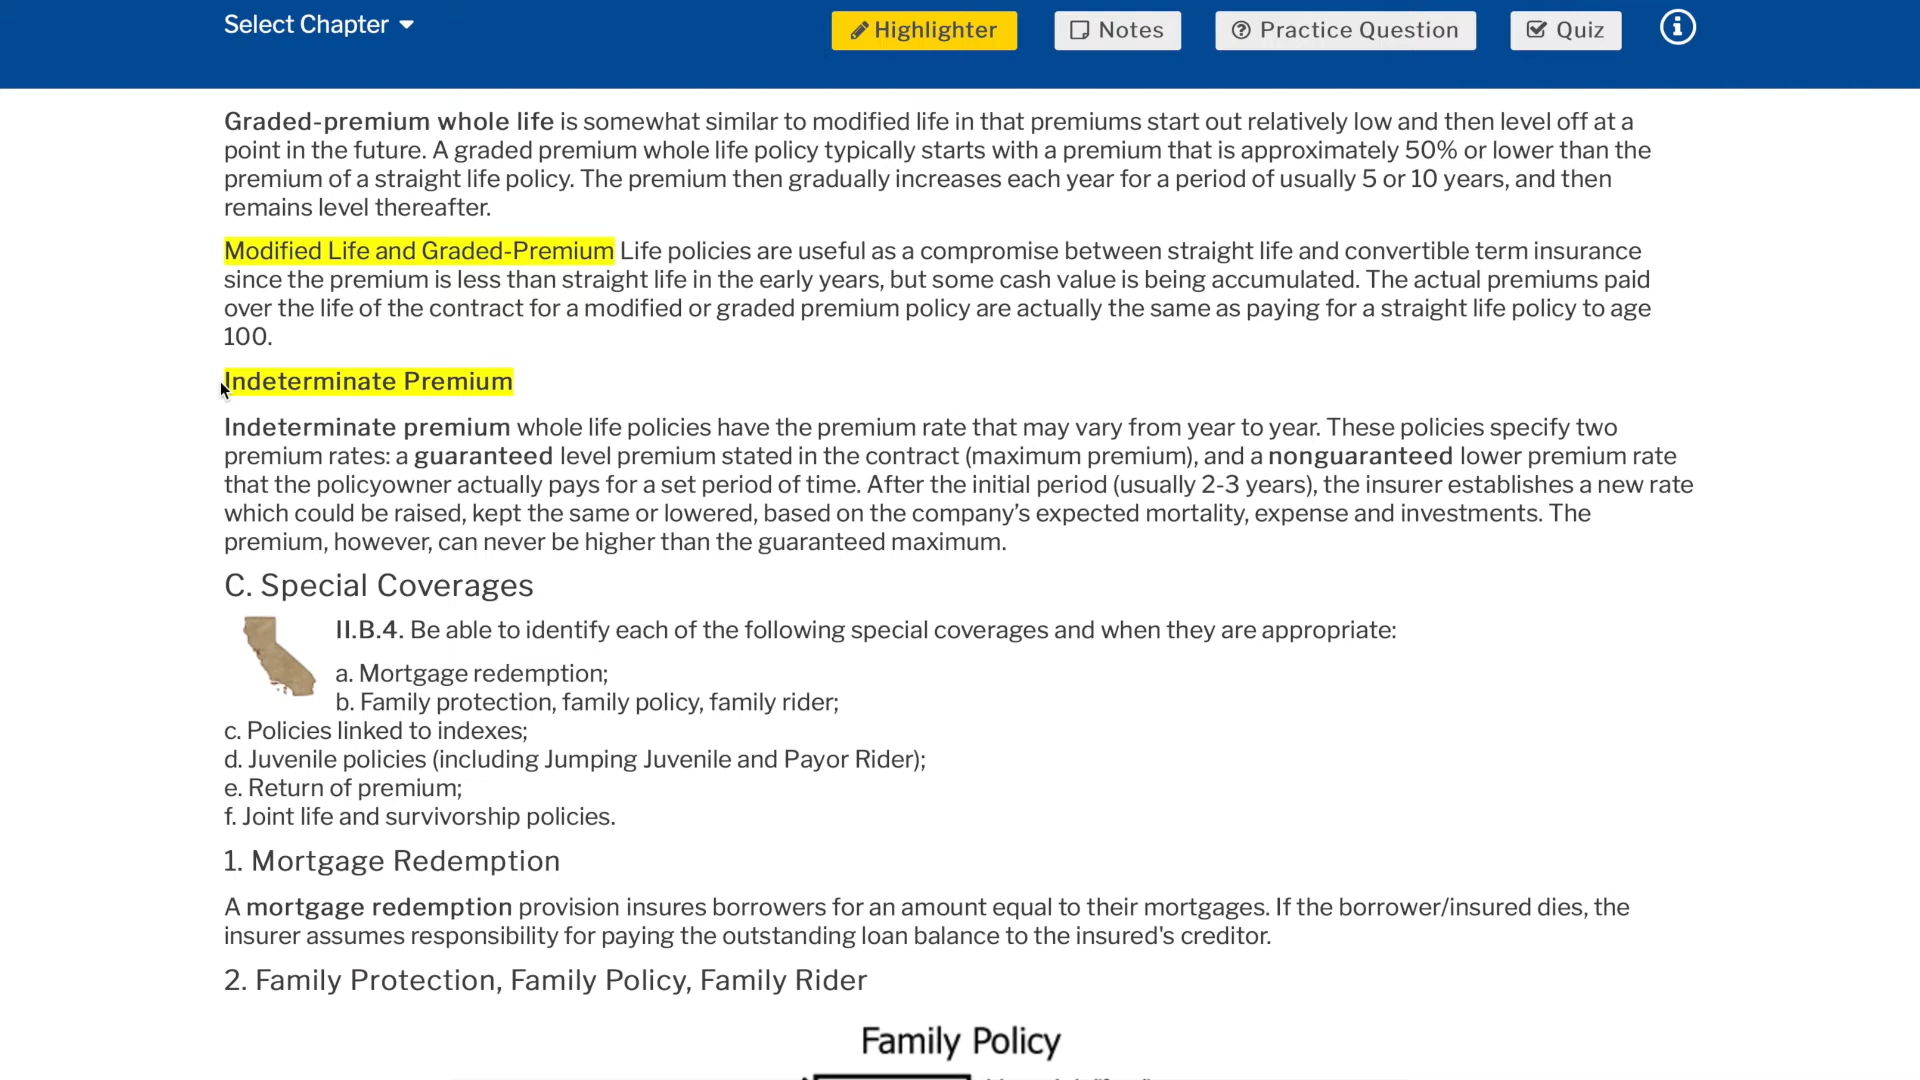 Select Chapter
Highlighter
Notes
Practice Question
Quiz
Graded-premium whole life is somewhat similar to modified life in that premiums start out relatively low and then level off at a
point in the future. A graded premium whole life policy typically starts with a premium that is approximately 50% or lower than the
premium of a straight life policy. The premium then gradually increases each year for a period of usually 5 or 10 years, and then
remains level thereafter.
Modified Life and Graded-Premium Life policies are useful as a compromise between straight life and convertible term insurance
since the premium is less than straight life in the early years, but some cash value is being accumulated. The actual premiums paid
over the life of the contract for a modified or graded premium policy are actually the same as paying for a straight life policy to age
100.
Indeterminate Premium
Indeterminate premium whole life policies have the premium rate that may vary from year to year. These policies specify two
premium rates: a guaranteed level premium stated in the contract (maximum premium), and a nonguaranteed lower premium rate
that the policyowner actually pays for a set period of time. After the initial period (usually 2-3 years), the insurer establishes a new rate
which could be raised, kept the same or lowered, based on the company's expected mortality, expense and investments. The
premium, however, can never be higher than the guaranteed maximum.
C. Special Coverages
II.B.4. Be able to identify each of the following special coverages and when they are appropriate:
a. Mortgage redemption;
b. Family protection, family policy, family rider;
c. Policies linked to indexes;
d. Juvenile policies (including Jumping Juvenile and Payor Rider);
e. Return of premium;
f. Joint life and survivorship policies.
1. Mortgage Redemption
A mortgage redemption provision insures borrowers for an amount equal to their mortgages. If the borrower/insured dies, the
insurer assumes responsibility for paying the outstanding loan balance to the insured's creditor.
2. Family Protection, Family Policy, Family Rider
Family Policy